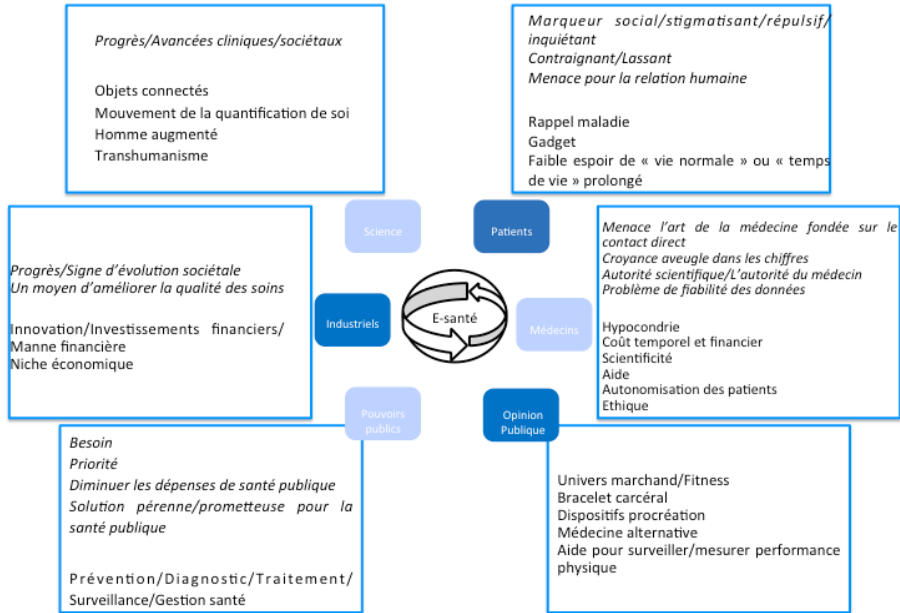 Progrès/Avancées cliniques/sociétaux
Objets connectés
Mouvement de la quantification de soi
Homme augmenté
Transhumanisme
Marqueur social/stigmatisant/répulsif/
inquiétant
Contraignant/Lassant
Menace pour la relation humaine
Rappel maladie
Gadget
Faible espoir de « vie normale » ou « temps
de vie » prolongé
Science
Patients
Progrès/Signe d'évolution sociétale
Un moyen d'améliorer la qualité des soins
Innovation/Investissements financiers/
Manne financière
Niche économique
Industriels
E-santé
Médecins
Menace l'art de la médecine fondée sur le
contact direct
Croyance aveugle dans les chiffres
Autorité scientifique/L'autorité du médecin
Problème de fiabilité des données
Hypocondrie
Coût temporel et financier
Scientificité
Aide
Autonomisation des patients
Ethique
Pouvoirs
publics
Opinion
Publique
Besoin
Priorité
Diminuer les dépenses de santé publique
Solution pérenne/prometteuse pour la
santé publique
Prévention/Diagnostic/Traitement/
Surveillance/Gestion santé
Univers marchand/Fitness
Bracelet carcéral
Dispositifs procréation
Médecine alternative
Aide pour surveiller/mesurer performance
physique